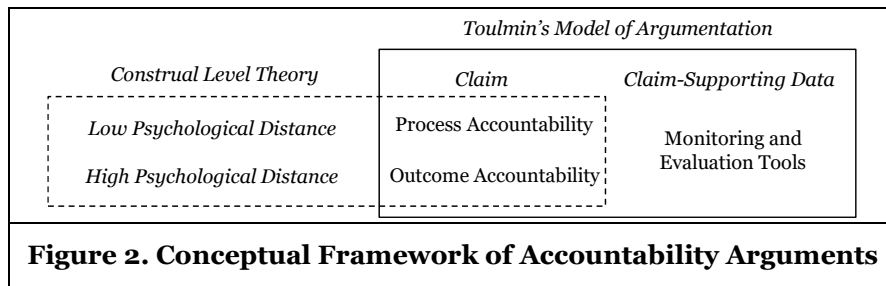 Toulmin's Model of Argumentation
Construal Level Theory
Claim
Claim-Supporting Data
Low Psychological Distance
Process Accountability
Monitoring and
Evaluation Tools
High Psychological Distance
Outcome Accountability
Figure 2. Conceptual Framework of Accountability Arguments